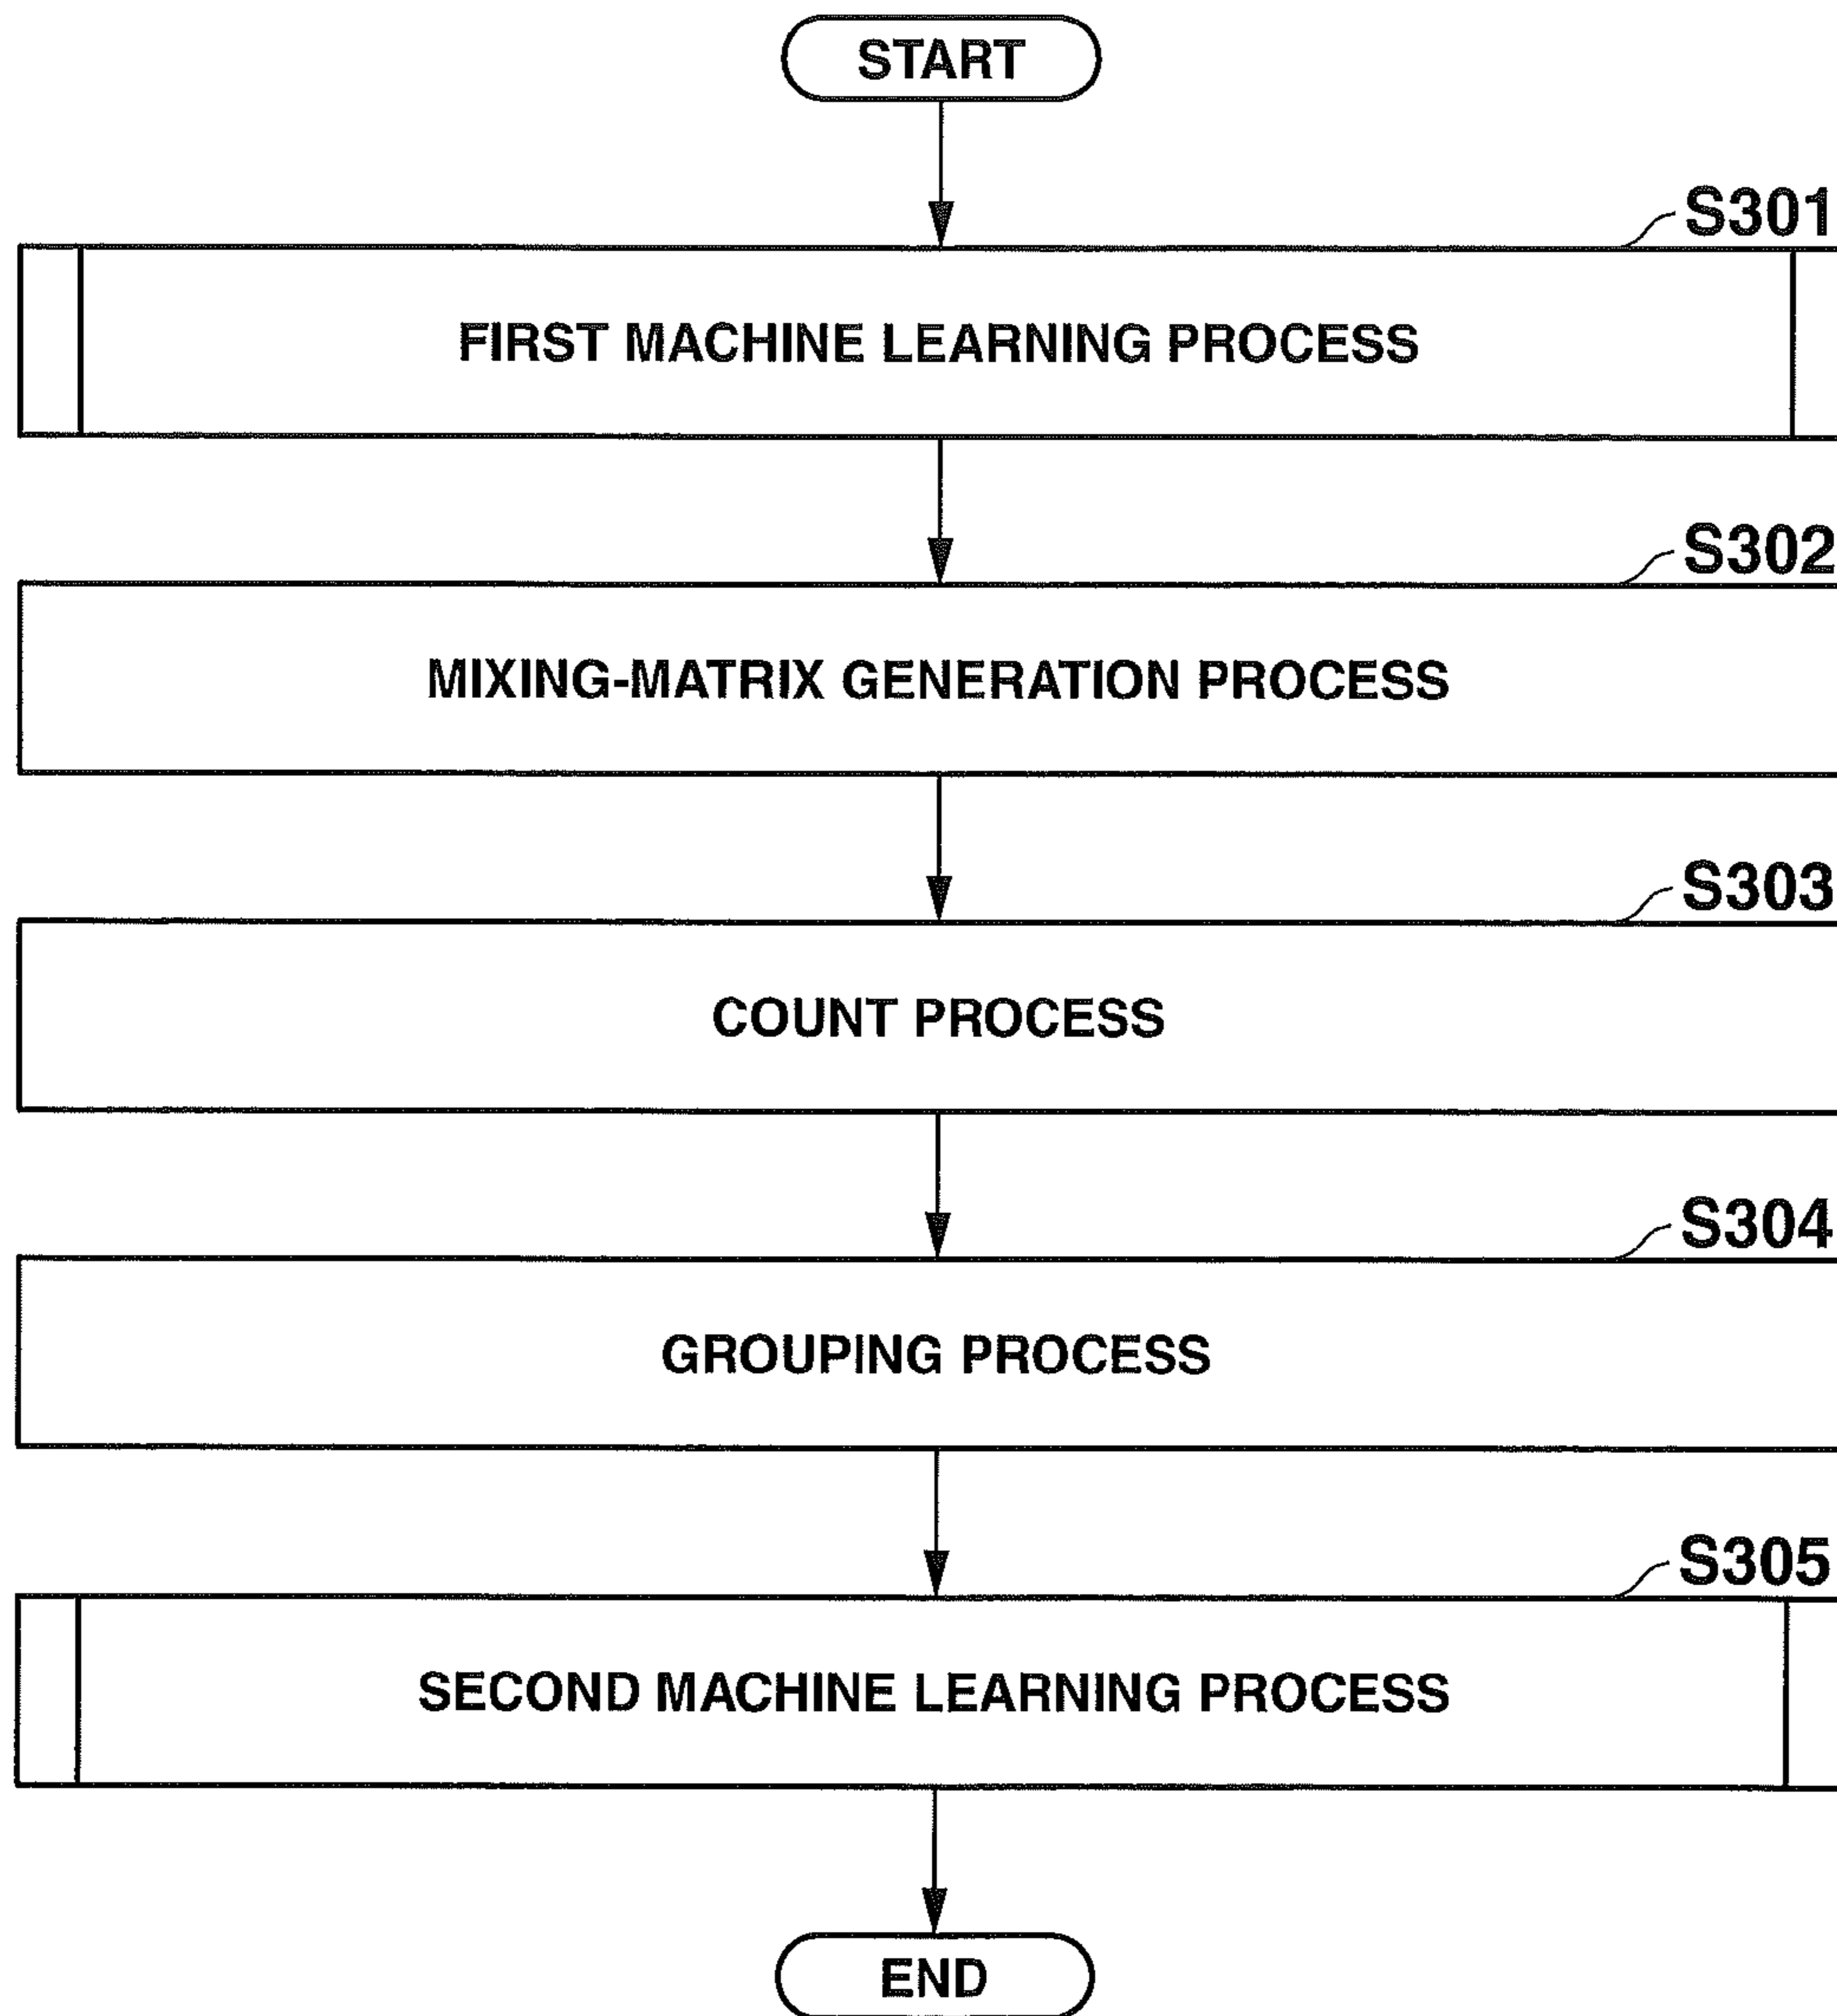 START
S301
FIRST MACHINE LEARNING PROCESS
S302
MIXING-MATRIX GENERATION PROCESS
S303
COUNT PROCESS
S304
GROUPING PROCESS
S305
SECOND MACHINE LEARNING PROCESS
END